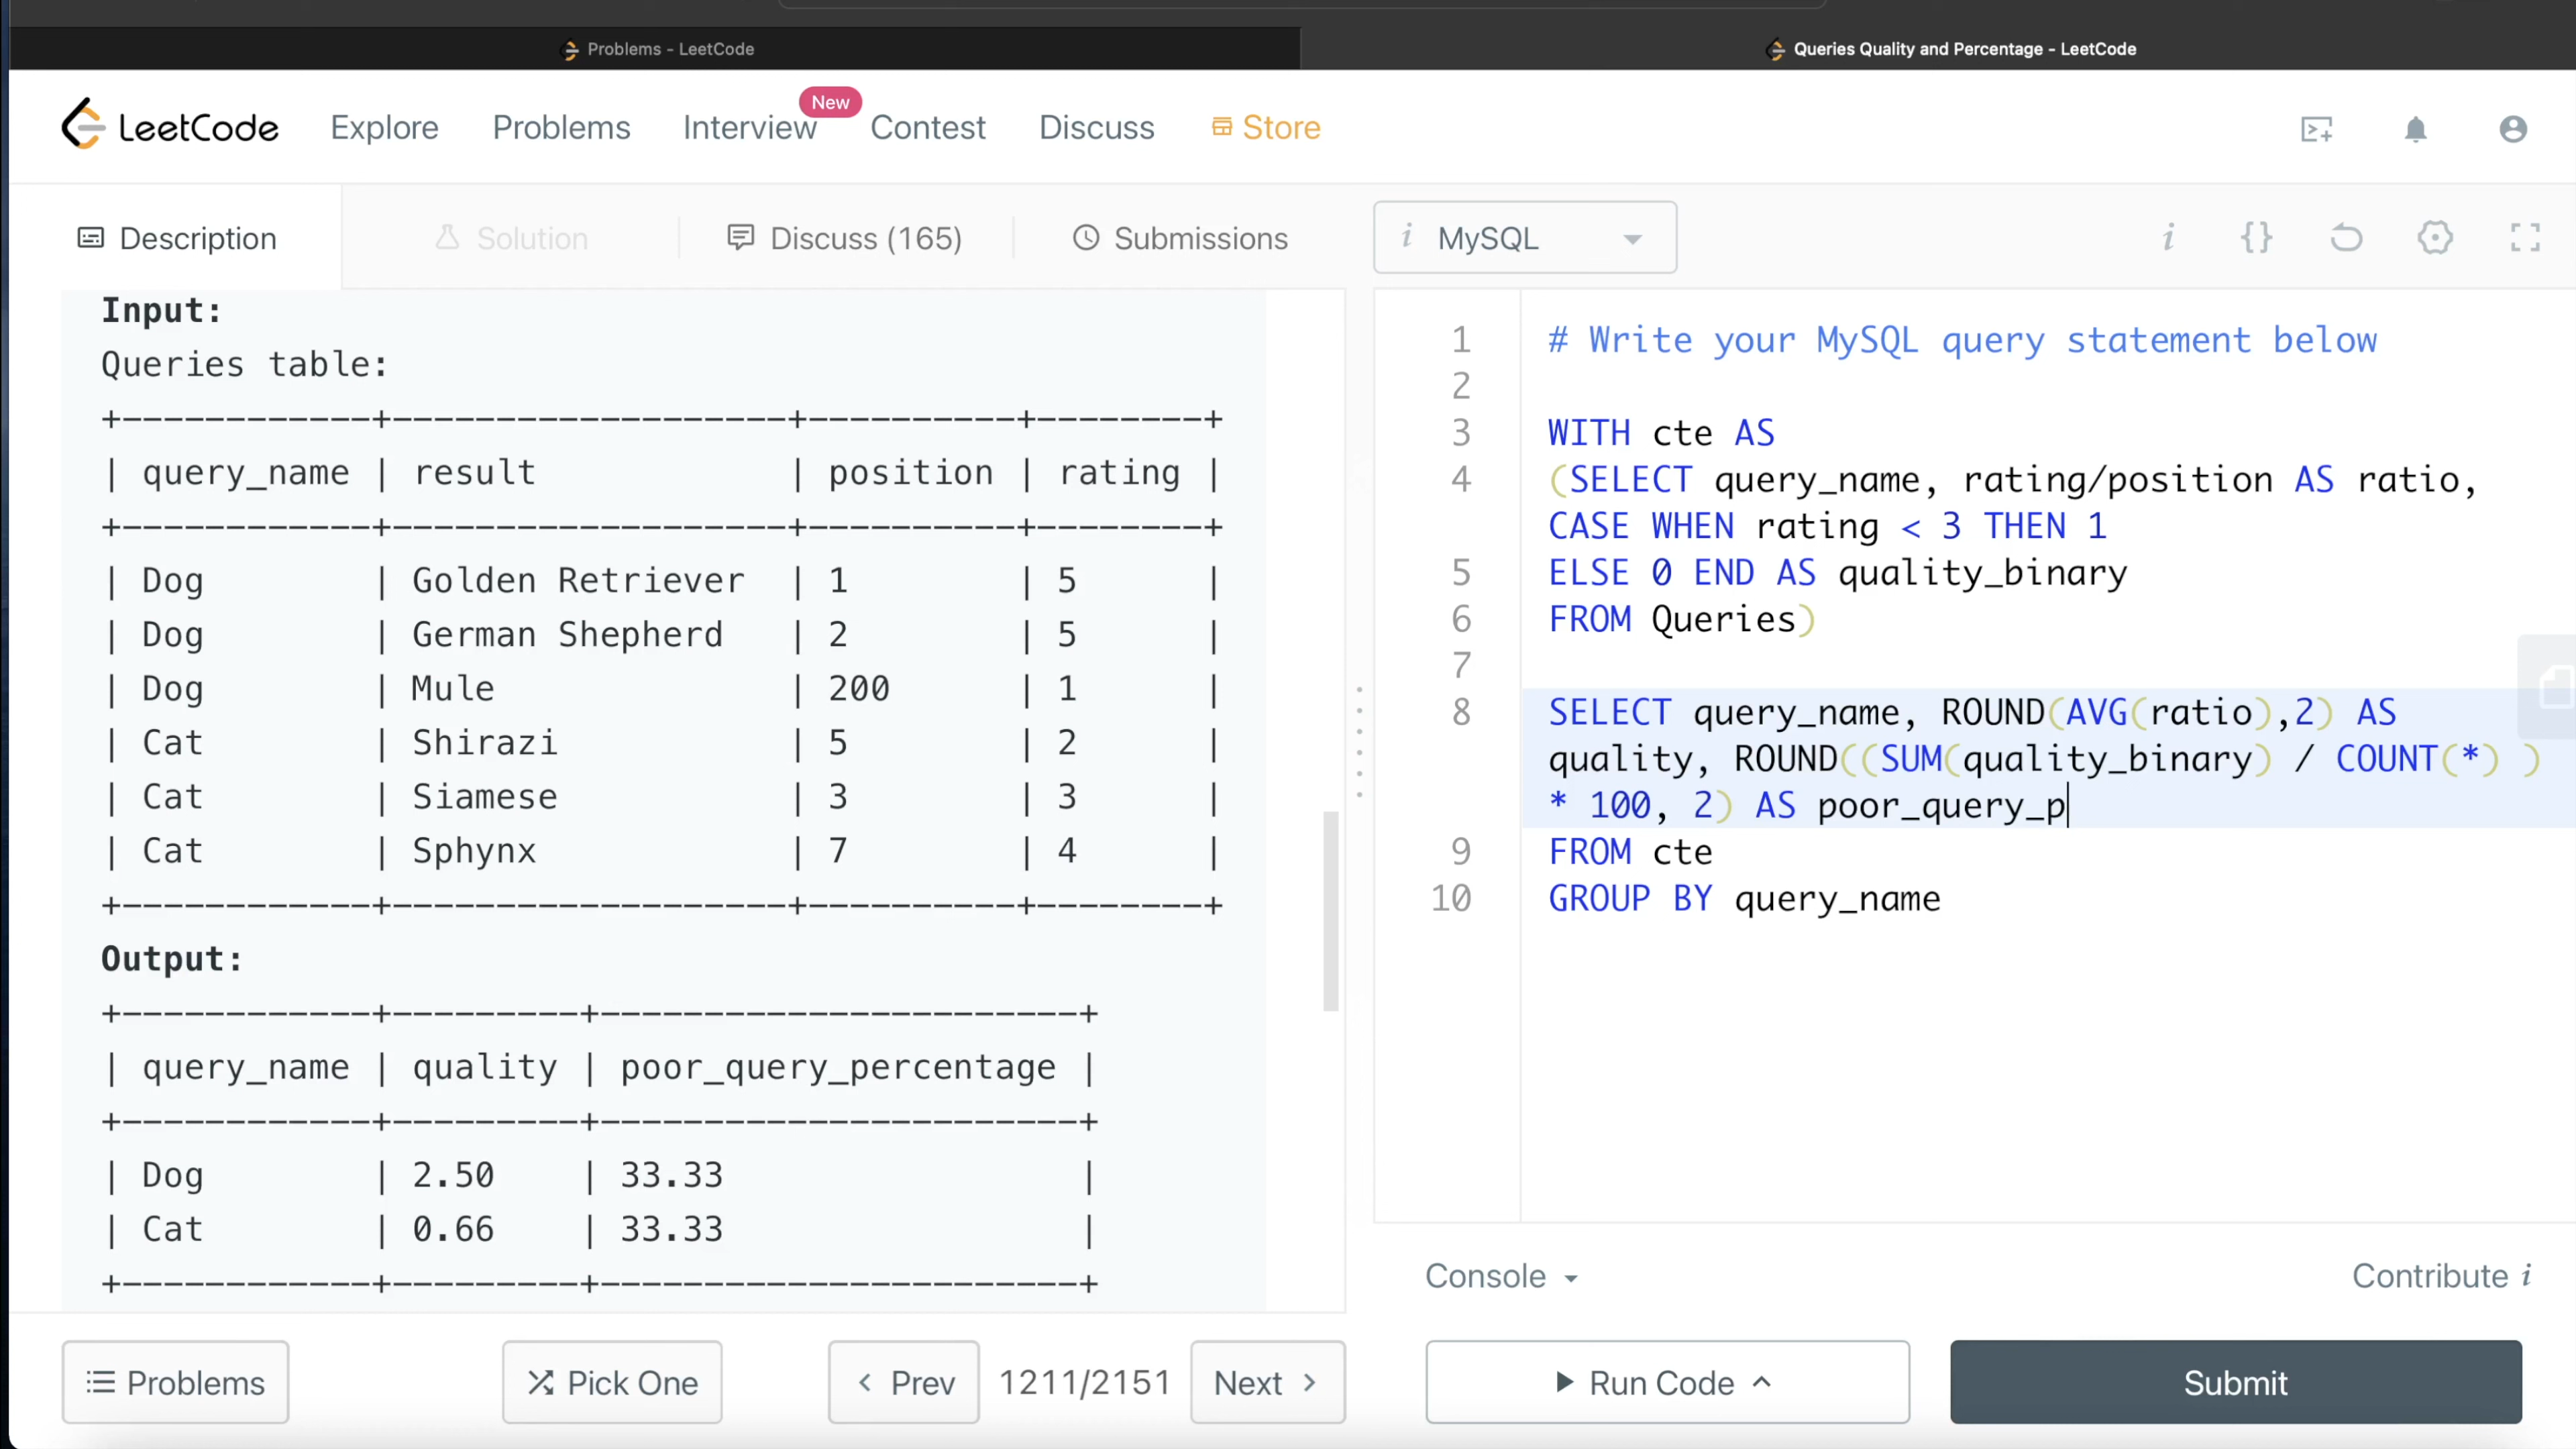 Problems - LeetCode
Queries Quality and Percentage - LeetCode
LeetCode Explore Problems Interview New Contest Discuss Store
Description Solution Discuss (165) Submissions
i MySQL i {}
Input:
Queries table:
+------------+-------------------+----------+--------+
| query_name | result            | position | rating |
+------------+-------------------+----------+--------+
| Dog        | Golden Retriever  | 1        | 5      |
| Dog        | German Shepherd   | 2        | 5      |
| Dog        | Mule              | 200      | 1      |
| Cat        | Shirazi           | 5        | 2      |
| Cat        | Siamese           | 3        | 3      |
| Cat        | Sphynx            | 7        | 4      |
+------------+-------------------+----------+--------+
Output:
+------------+---------+-----------------------+
| query_name | quality | poor_query_percentage |
+------------+---------+-----------------------+
| Dog        | 2.50    | 33.33                 |
| Cat        | 0.66    | 33.33                 |
+------------+---------+-----------------------+
1 # Write your MySQL query statement below
2
3 WITH cte AS
4 (SELECT query_name, rating/position AS ratio,
CASE WHEN rating < 3 THEN 1
5 ELSE 0 END AS quality_binary
6 FROM Queries)
7
8 SELECT query_name, ROUND(AVG(ratio),2) AS
quality, ROUND((SUM(quality_binary) / COUNT(*) )
* 100, 2) AS poor_query_p
9 FROM cte
10 GROUP BY query_name
Console Contribute i
Problems Pick One < Prev 1211/2151 Next > Run Code Submit